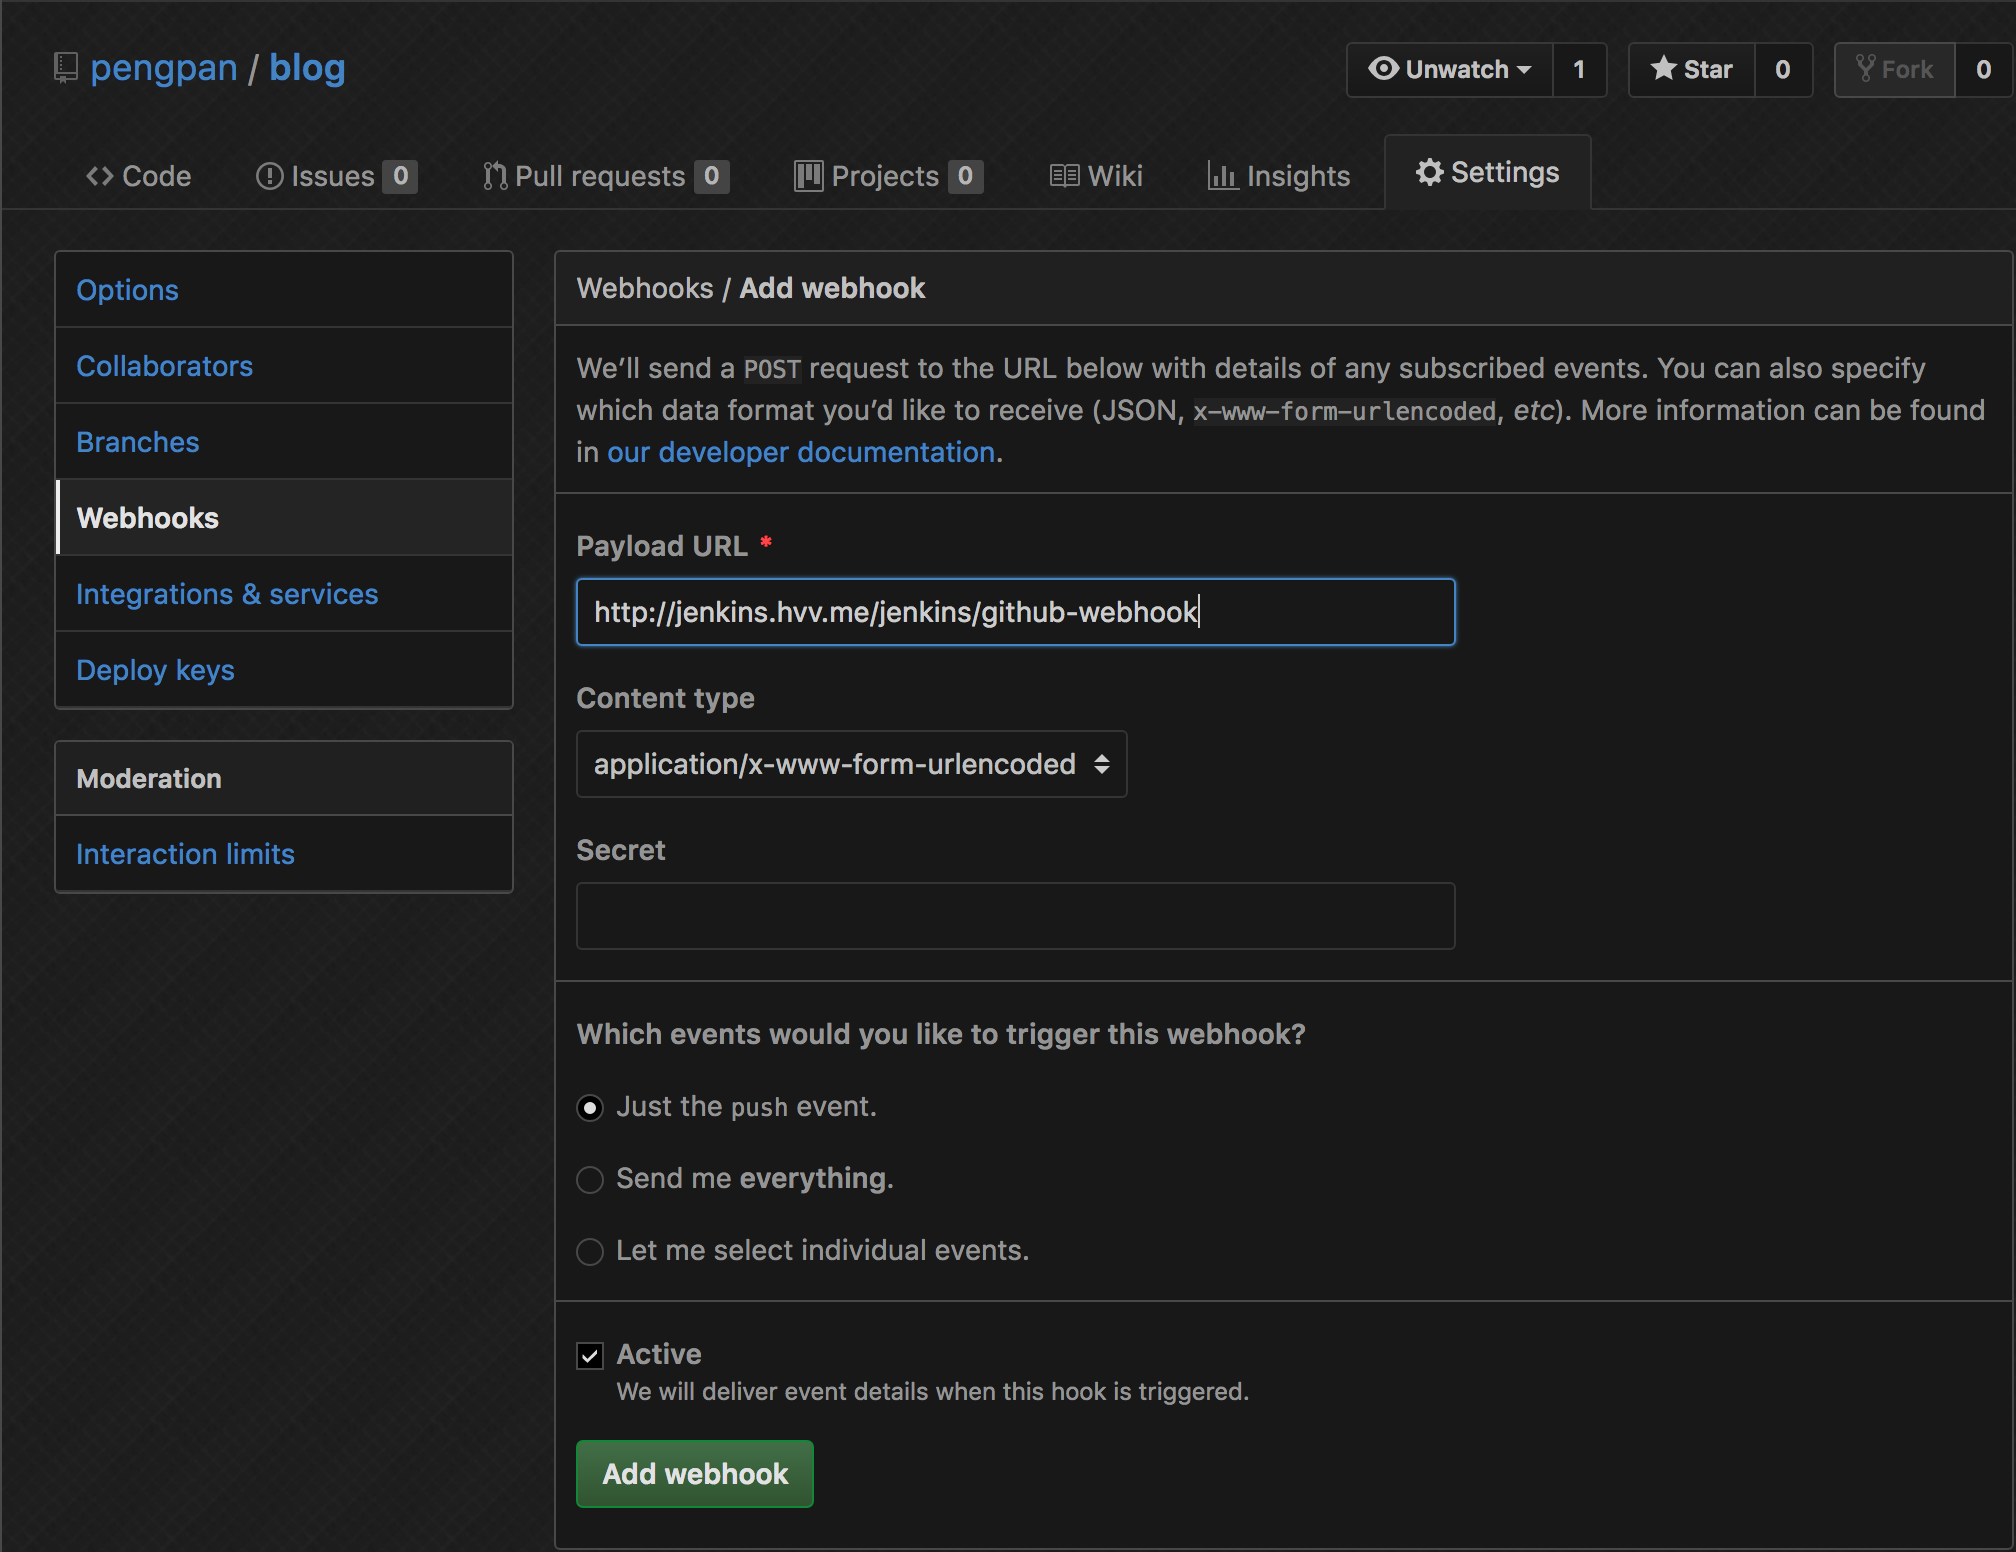 pengpan / blog
Unwatch 1 Star 0 Fork 0
Code Issues 0 Pull requests 0 Projects 0 Wiki Insights Settings
Options
Collaborators
Branches
Webhooks
Integrations & services
Deploy keys
Moderation
Interaction limits
Webhooks / Add webhook
We’ll send a POST request to the URL below with details of any subscribed events. You can also specify
which data format you’d like to receive (JSON, x-www-form-urlencoded, etc). More information can be found
in our developer documentation.
Payload URL *
http://jenkins.hvv.me/jenkins/github-webhook
Content type
application/x-www-form-urlencoded
Secret
Which events would you like to trigger this webhook?
Just the push event.
Send me everything.
Let me select individual events.
Active
We will deliver event details when this hook is triggered.
Add webhook